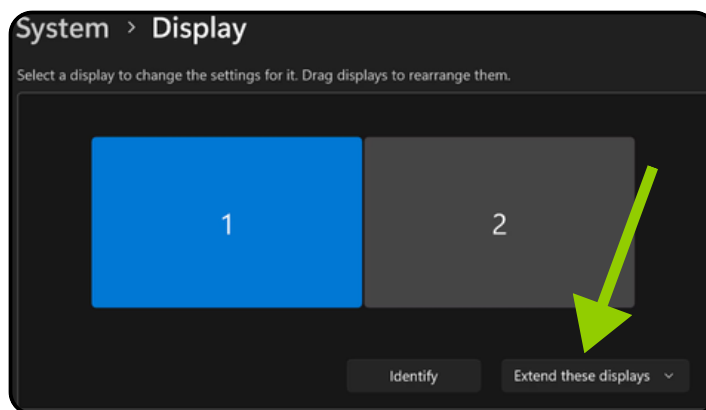 System > Display
Select a display to change the settings for it. Drag displays to rearrange them.
1
2
Identify
Extend these displays